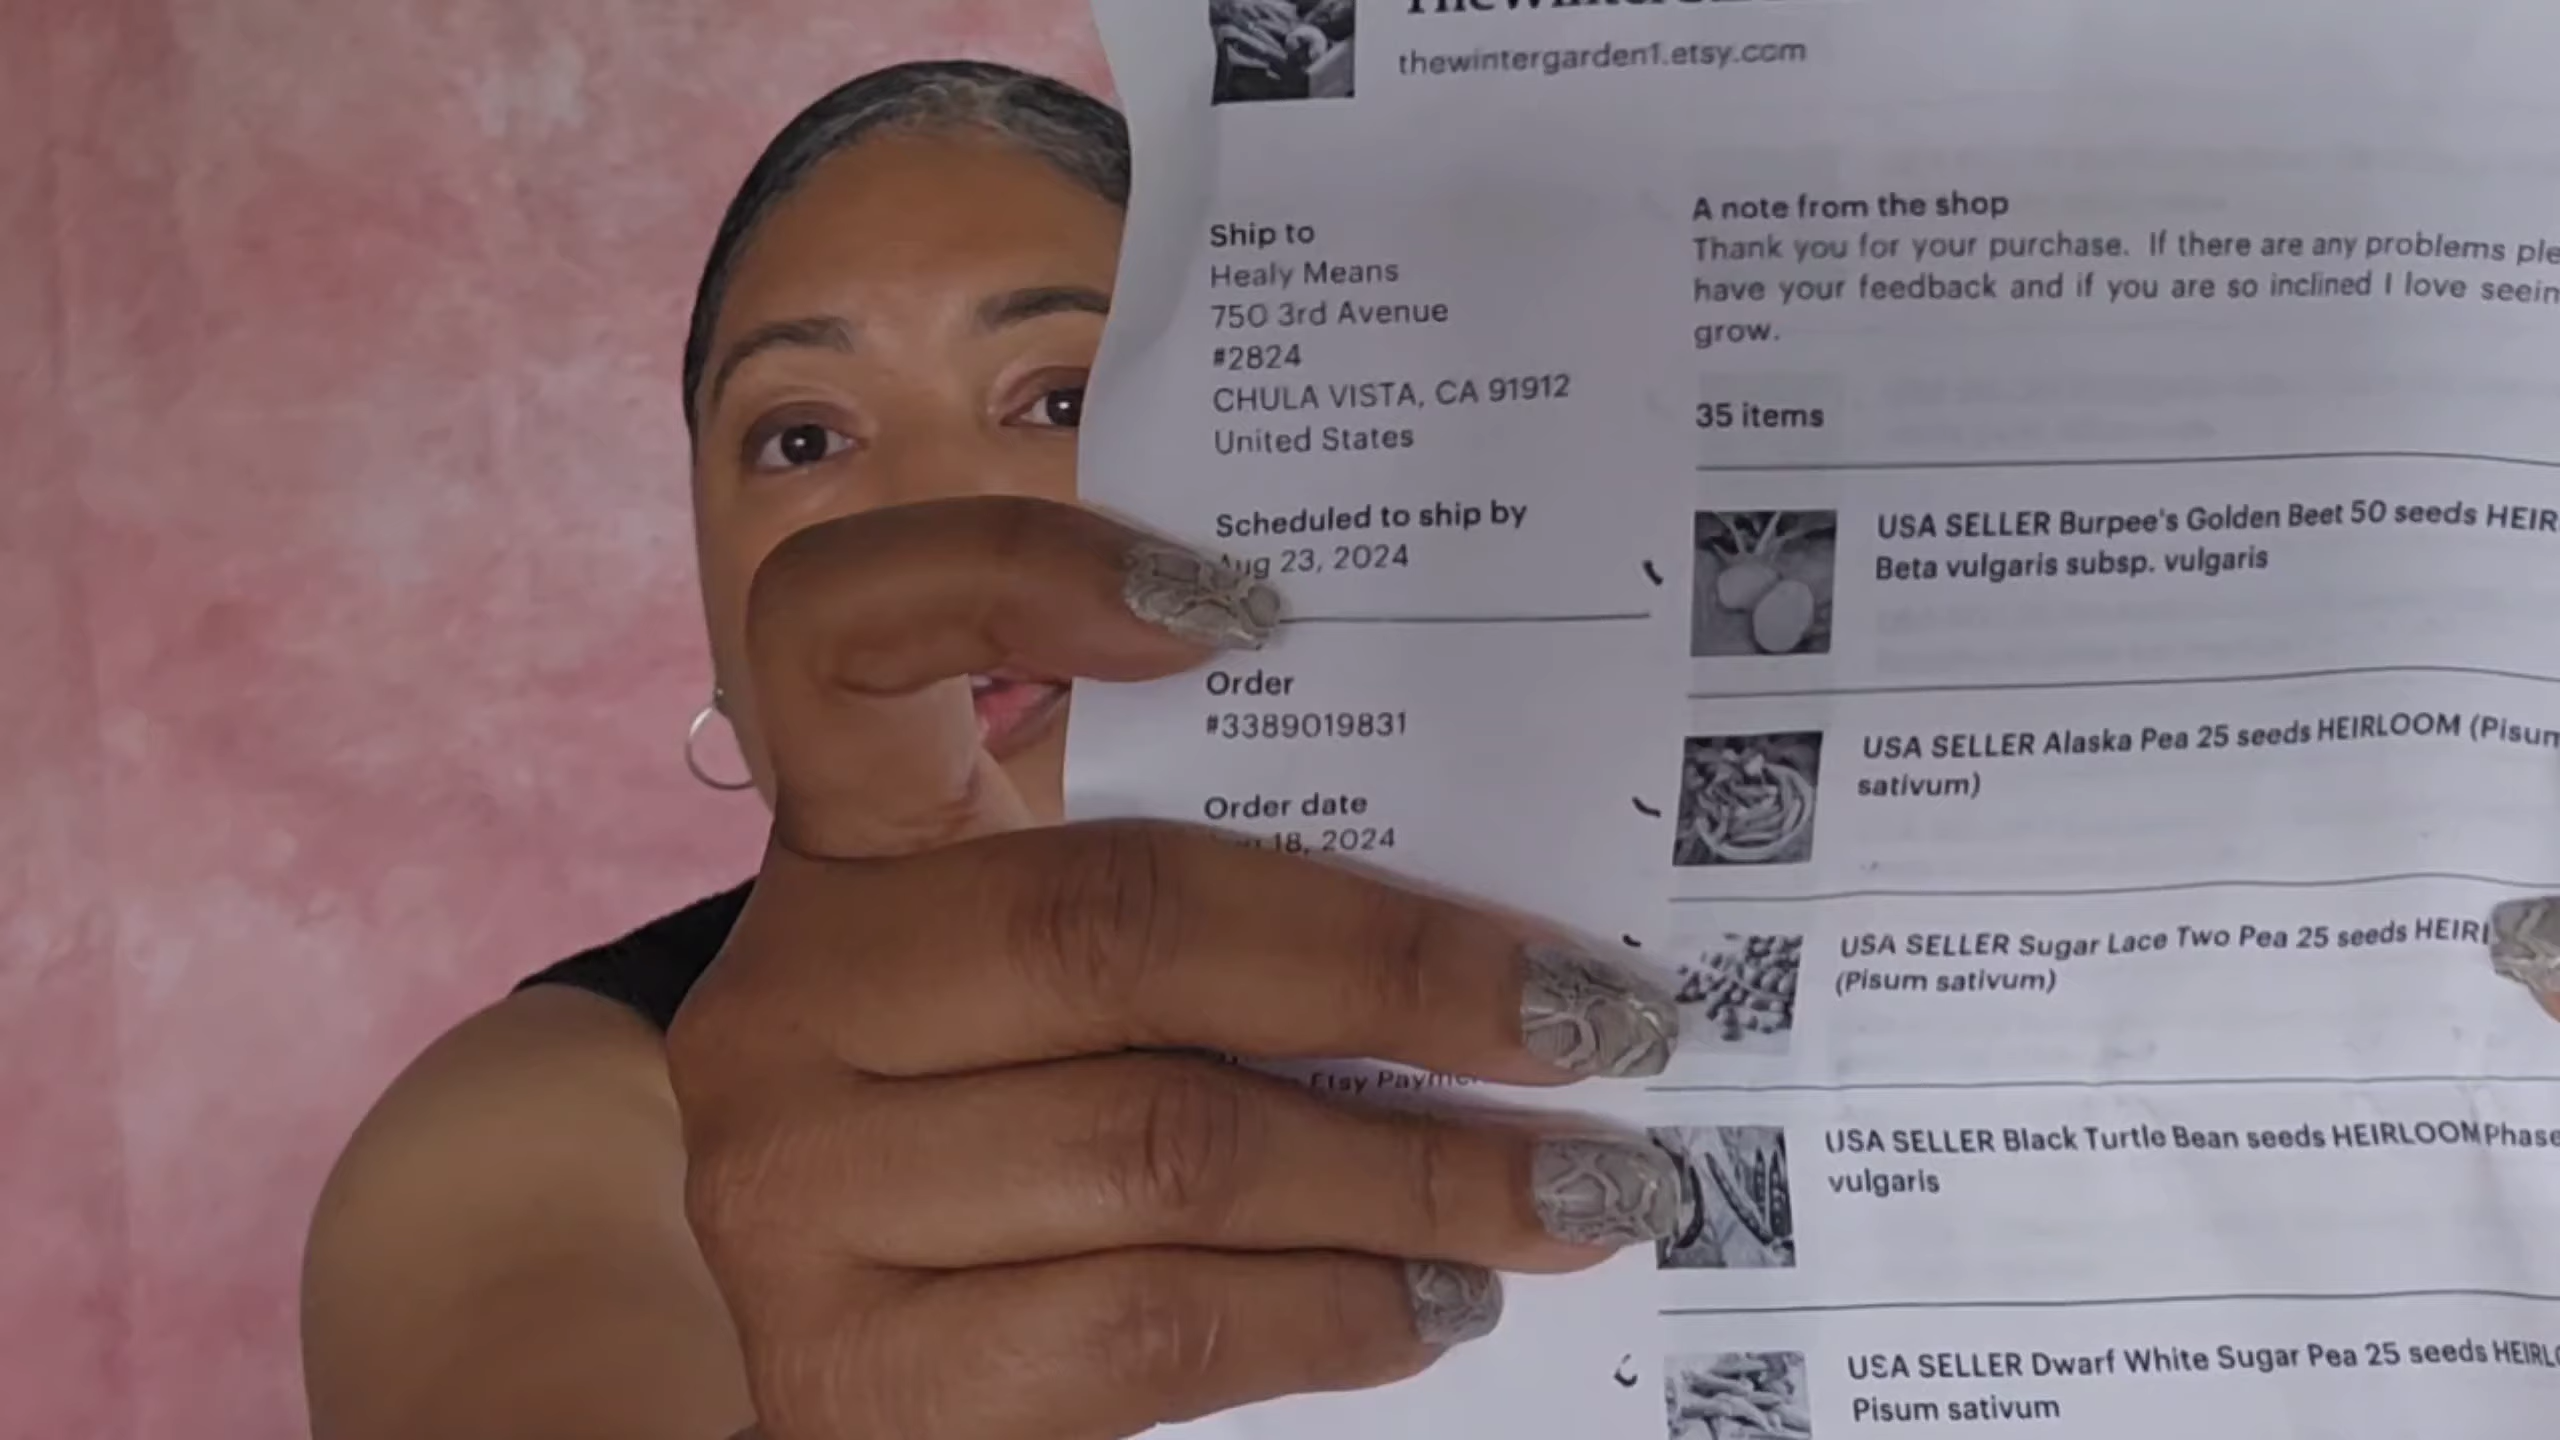 thewintergarden1.etsy.com
Ship to
Healy Means
750 3rd Avenue
#2824
CHULA VISTA, CA 91912
United States
Scheduled to ship by
Aug 23, 2024
Order
#3389019831
Order date
18, 2024
Etsy
A note from the shop
Thank you for your purchase. If there are any problems
have your feedback and if you are so inclined I love
grow.
35 items
USA SELLER Burpee's Golden Beet 50 seeds
Beta vulgaris subsp. vulgaris
USA SELLER Alaska Pea 25 seeds HEIRLOOM (Pisum
sativum)
USA SELLER Sugar Lace Two Pea 25 seeds
(Pisum sativum)
USA SELLER Black Turtle Bean seeds HEIRLOOM
vulgaris
USA SELLER Dwarf White Sugar Pea 25 seeds
Pisum sativum